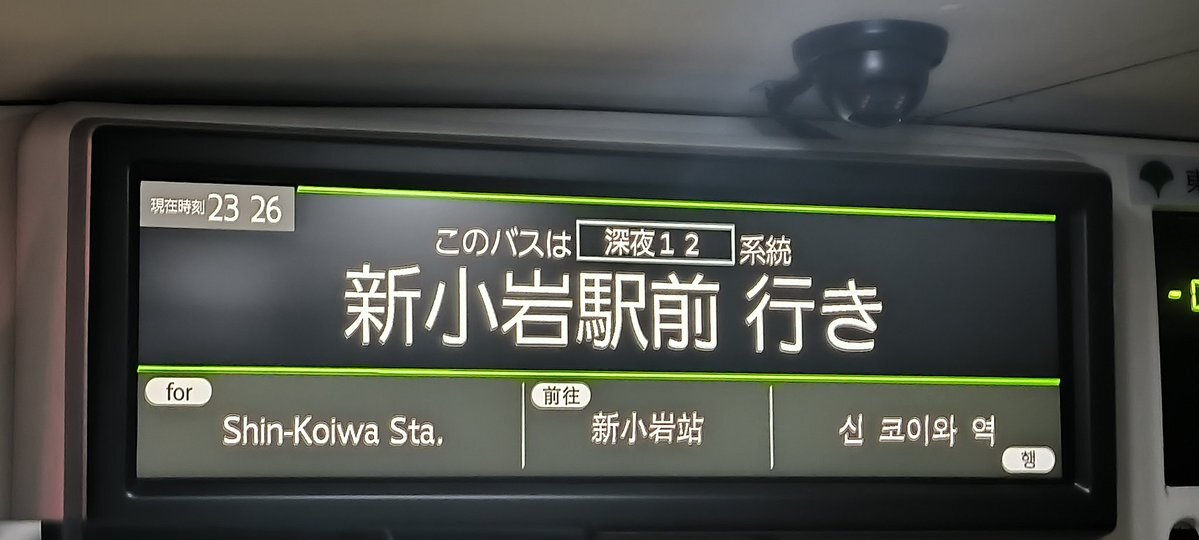 現在時刻 23 26
このバスは 深夜１２ 系統
新小岩駅前 行き
for
Shin-Koiwa Sta.
前往
新小岩站
신 코이와 역
행